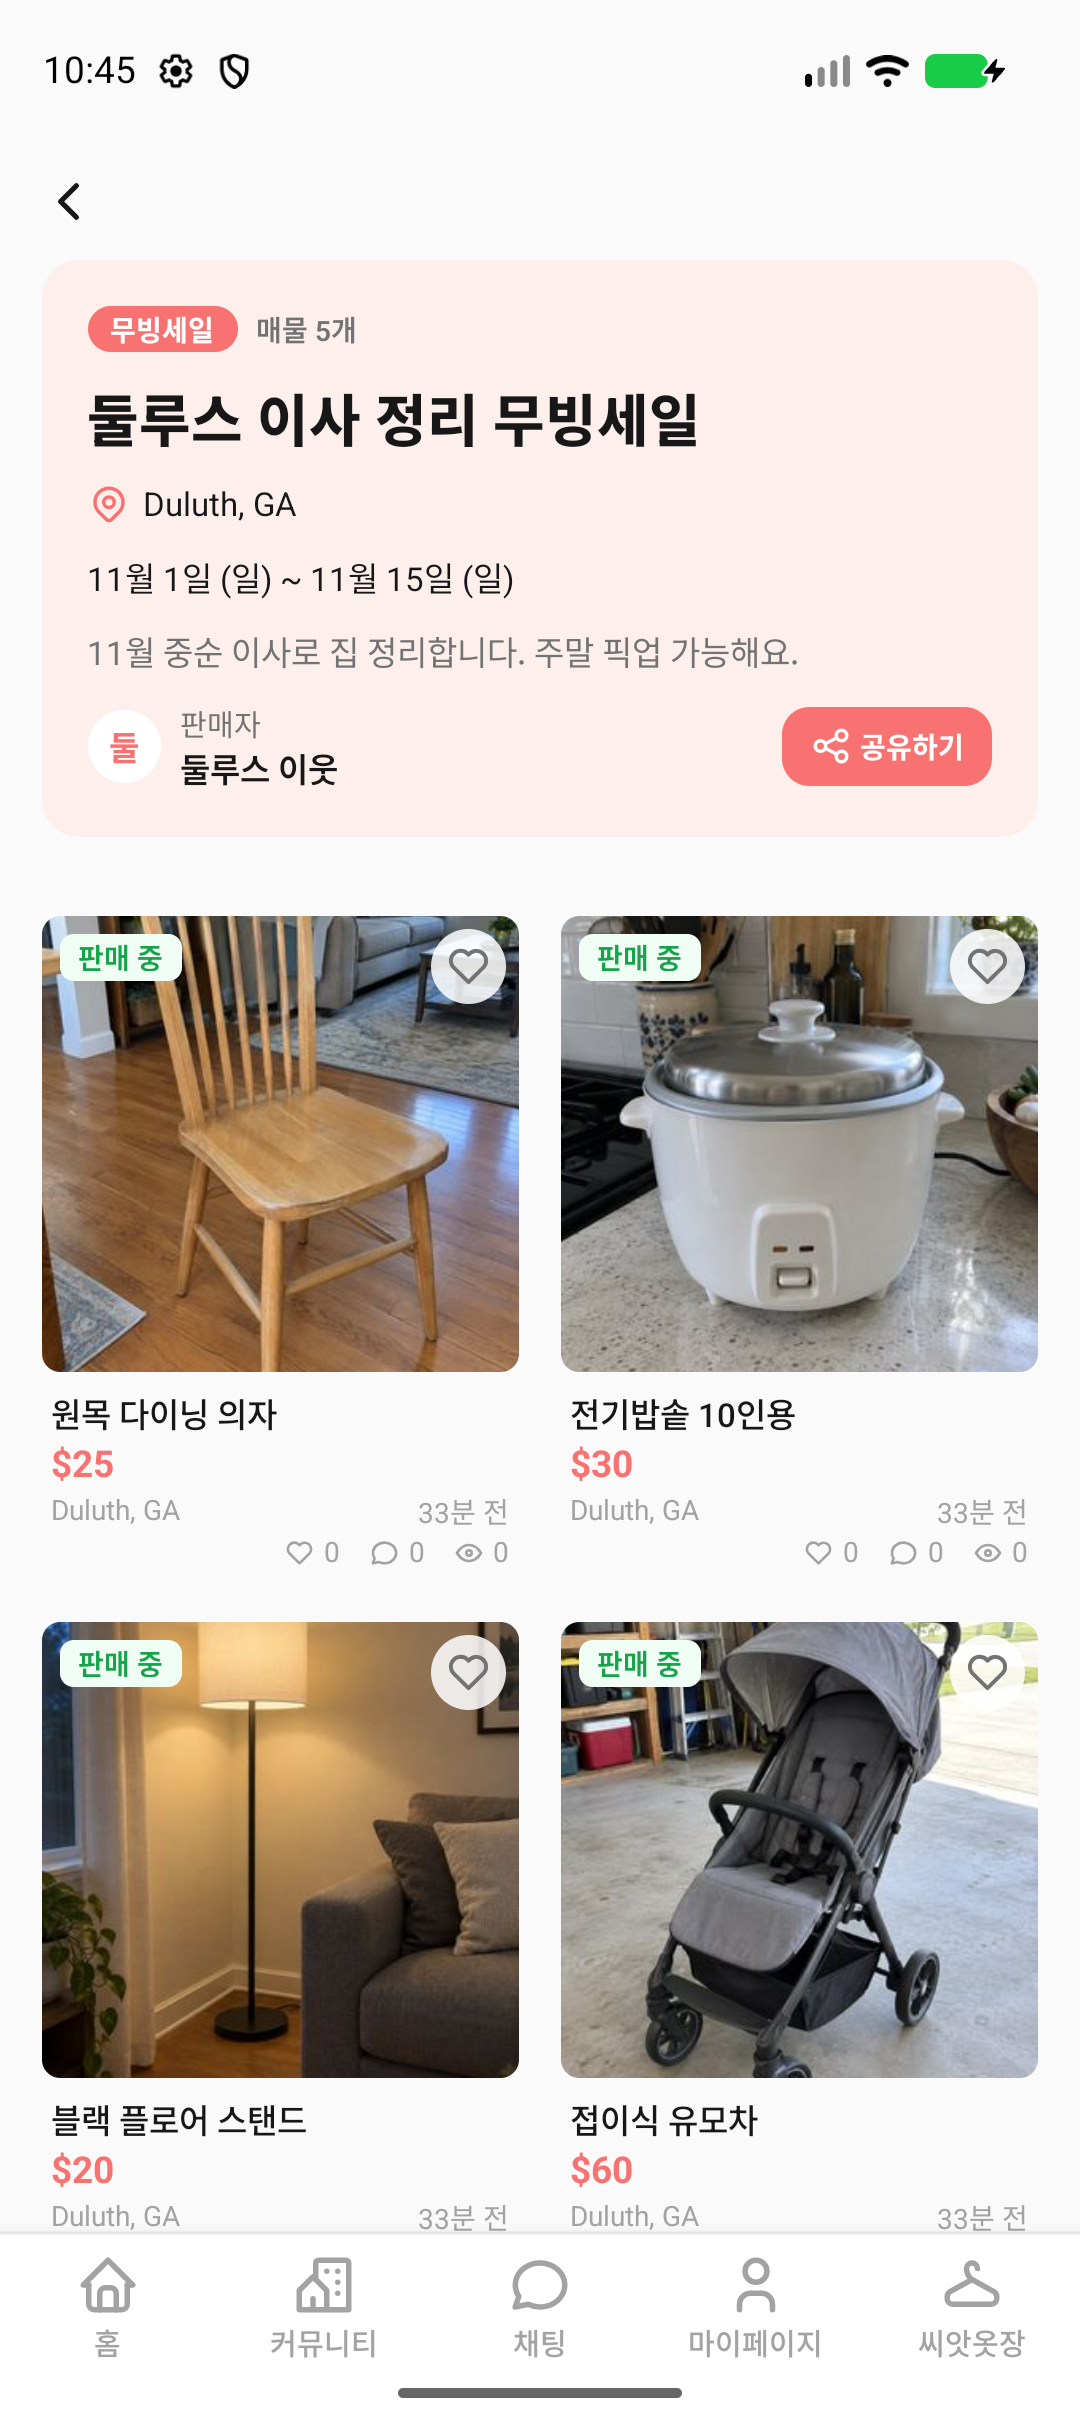 10:45
무빙세일 매물 5개
둘루스 이사 정리 무빙세일
Duluth, GA
11월 1일 (일) ~ 11월 15일 (일)
11월 중순 이사로 집 정리합니다. 주말 픽업 가능해요.
둘
판매자
둘루스 이웃
공유하기
판매 중
판매 중
원목 다이닝 의자
$25
Duluth, GA 33분 전
0 0 0
전기밥솥 10인용
$30
Duluth, GA 33분 전
0 0 0
판매 중
판매 중
블랙 플로어 스탠드
$20
Duluth, GA 33분 전
접이식 유모차
$60
Duluth, GA 33분 전
홈 커뮤니티 채팅 마이페이지 씨앗옷장